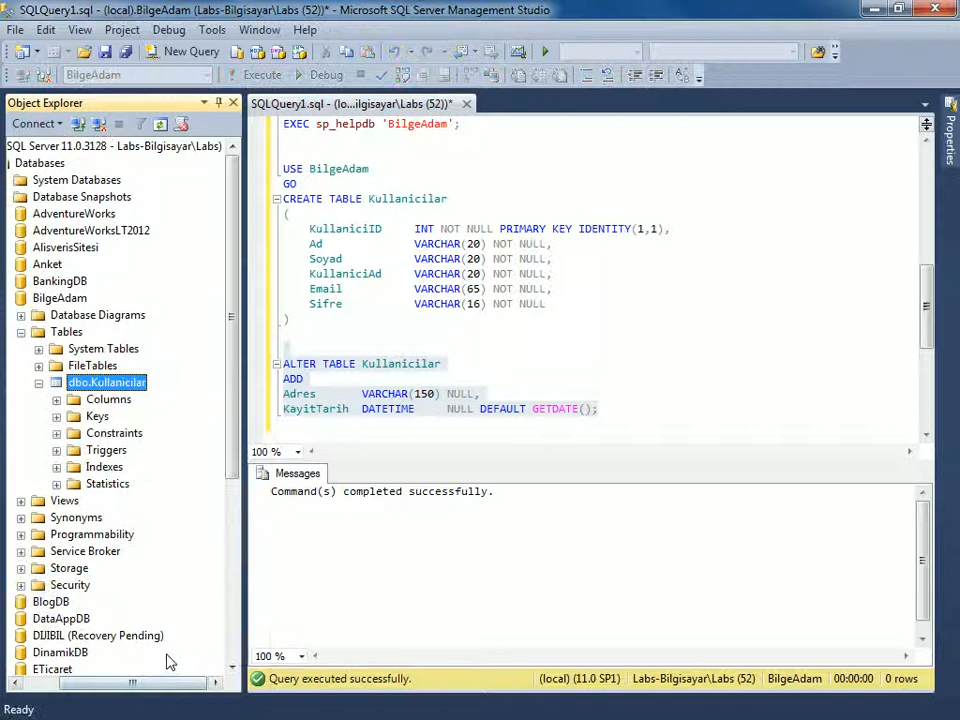 SQLQuery1.sql - (local).BilgeAdam (Labs-Bilgisayar\Labs (52))* - Microsoft SQL Server Management Studio
File Edit View Project Debug Tools Window Help
New Query
BilgeAdam Execute Debug
Object Explorer
Connect
SQL Server 11.0.3128 - Labs-Bilgisayar\Labs)
Databases
System Databases
Database Snapshots
AdventureWorks
AdventureWorksLT2012
AlisverisSitesi
Anket
BankingDB
BilgeAdam
Database Diagrams
Tables
System Tables
FileTables
dbo.Kullanicilar
Columns
Keys
Constraints
Triggers
Indexes
Statistics
Views
Synonyms
Programmability
Service Broker
Storage
Security
BlogDB
DataAppDB
DIJIBIL (Recovery Pending)
DinamikDB
ETicaret
SQLQuery1.sql - (lo...ilgisayar\Labs (52))*
EXEC sp_helpdb 'BilgeAdam';
USE BilgeAdam
GO
CREATE TABLE Kullanicilar
(
KullaniciID INT NOT NULL PRIMARY KEY IDENTITY(1,1),
Ad VARCHAR(20) NOT NULL,
Soyad VARCHAR(20) NOT NULL,
KullaniciAd VARCHAR(20) NOT NULL,
Email VARCHAR(65) NOT NULL,
Sifre VARCHAR(16) NOT NULL
)
ALTER TABLE Kullanicilar
ADD
Adres VARCHAR(150) NULL,
KayitTarih DATETIME NULL DEFAULT GETDATE();
100 %
Messages
Command(s) completed successfully.
100 %
Query executed successfully. (local) (11.0 SP1) Labs-Bilgisayar\Labs (52) BilgeAdam 00:00:00 0 rows
Properties
Ready